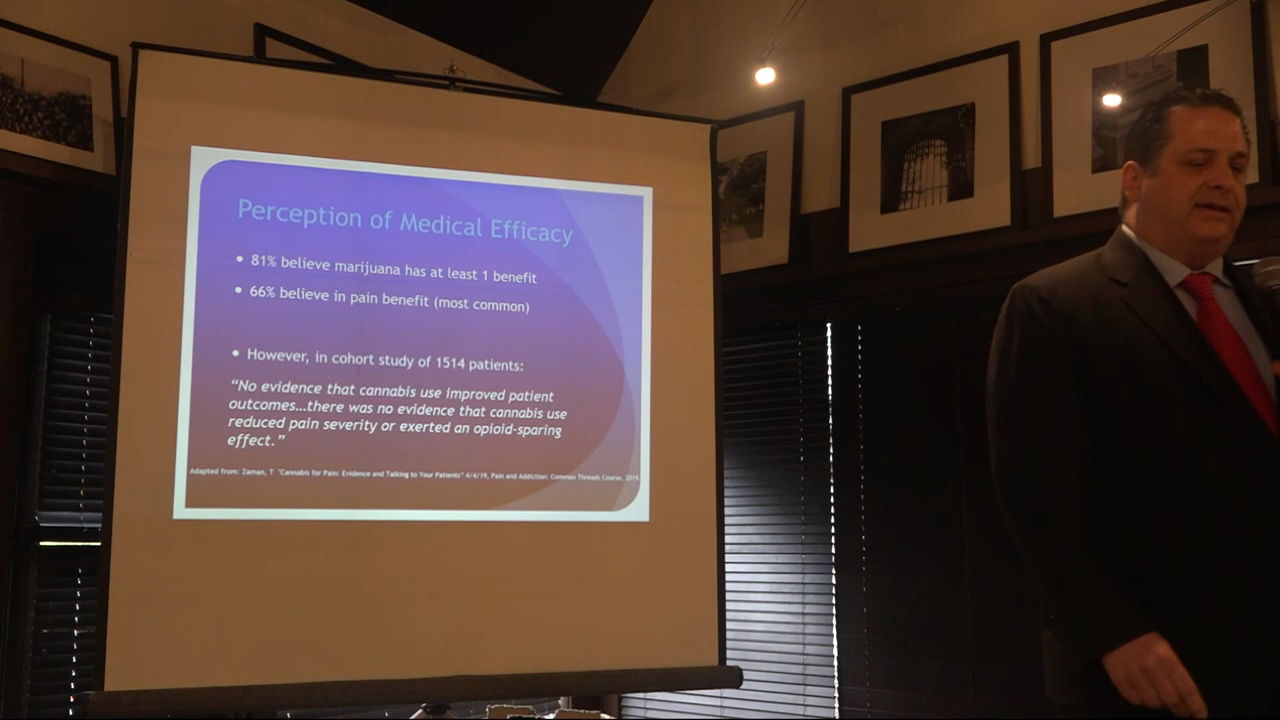 Perception of Medical Efficacy
• 81% believe marijuana has at least 1 benefit
• 66% believe in pain benefit (most common)
• However, in cohort study of 1514 patients:
“No evidence that cannabis use improved patient
outcomes...there was no evidence that cannabis use
reduced pain severity or exerted an opioid-sparing
effect.”
Adapted from: Zaman, T "Cannabis for Pain: Evidence and Talking to Your Patients" 4/4/19, Pain and Addiction: Common Threads Course, 2019